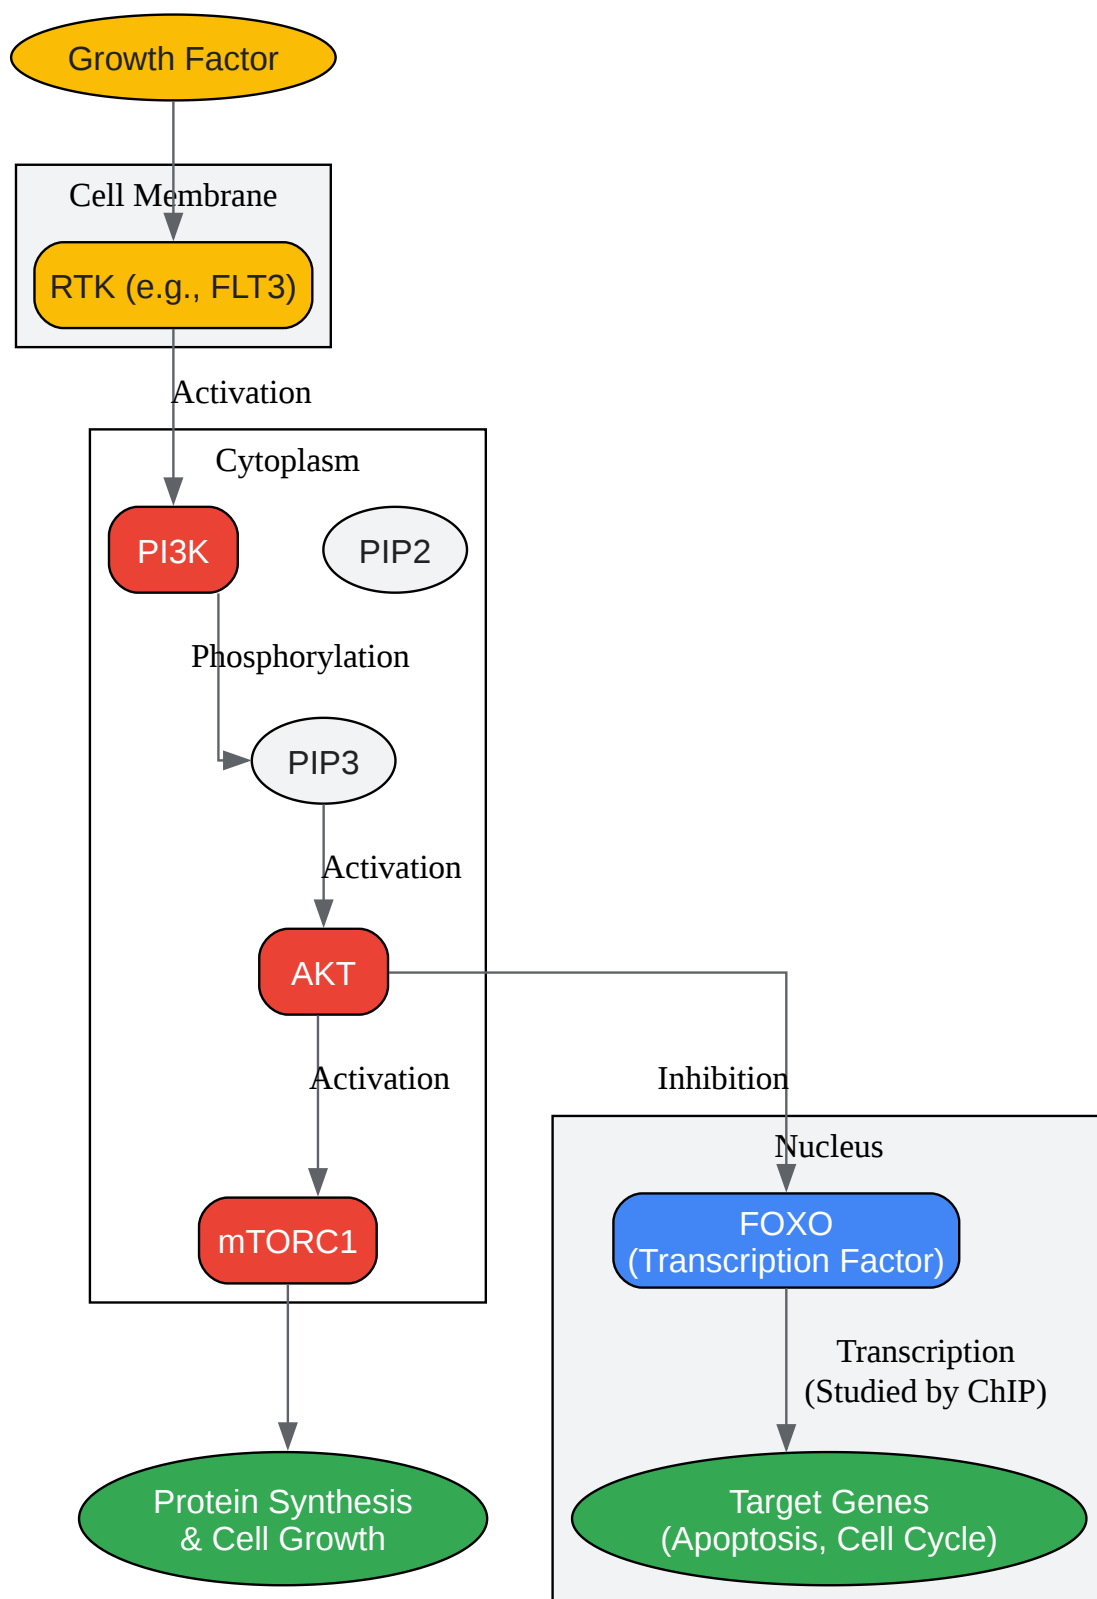 Growth Factor
Cell Membrane
RTK (e.g., FLT3)
Activation
Cytoplasm
PI3K
PIP2
Phosphorylation
PIP3
Activation
AKT
Activation
Inhibition
Nucleus
mTORC1
FOXO
(Transcription Factor)
Transcription
(Studied by ChIP)
Protein Synthesis
& Cell Growth
Target Genes
(Apoptosis, Cell Cycle)